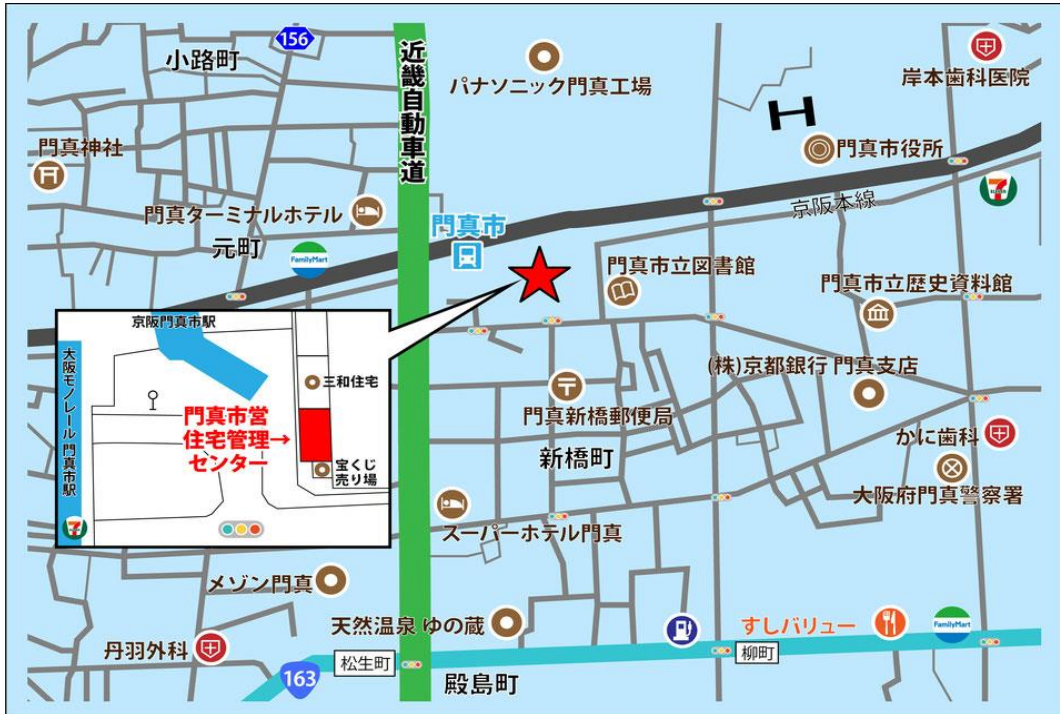 156
小路町
近畿自動車道
パナソニック門真工場
岸本歯科医院
門真神社
門真市役所
7
ELEVEN
門真ターミナルホテル
門真市
京阪本線
元町
FamilyMart
門真市立図書館
門真市立歴史資料館
京阪門真市駅
大阪モノレール 門真市駅
三和住宅
(株)京都銀行 門真支店
門真市営
住宅管理→
センター
門真新橋郵便局
かに歯科
宝くじ
売り場
新橋町
大阪府門真警察署
7
スーパーホテル門真
メゾン門真
天然温泉 ゆの蔵
すしバリュー
FamilyMart
丹羽外科
松生町
柳町
163
殿島町